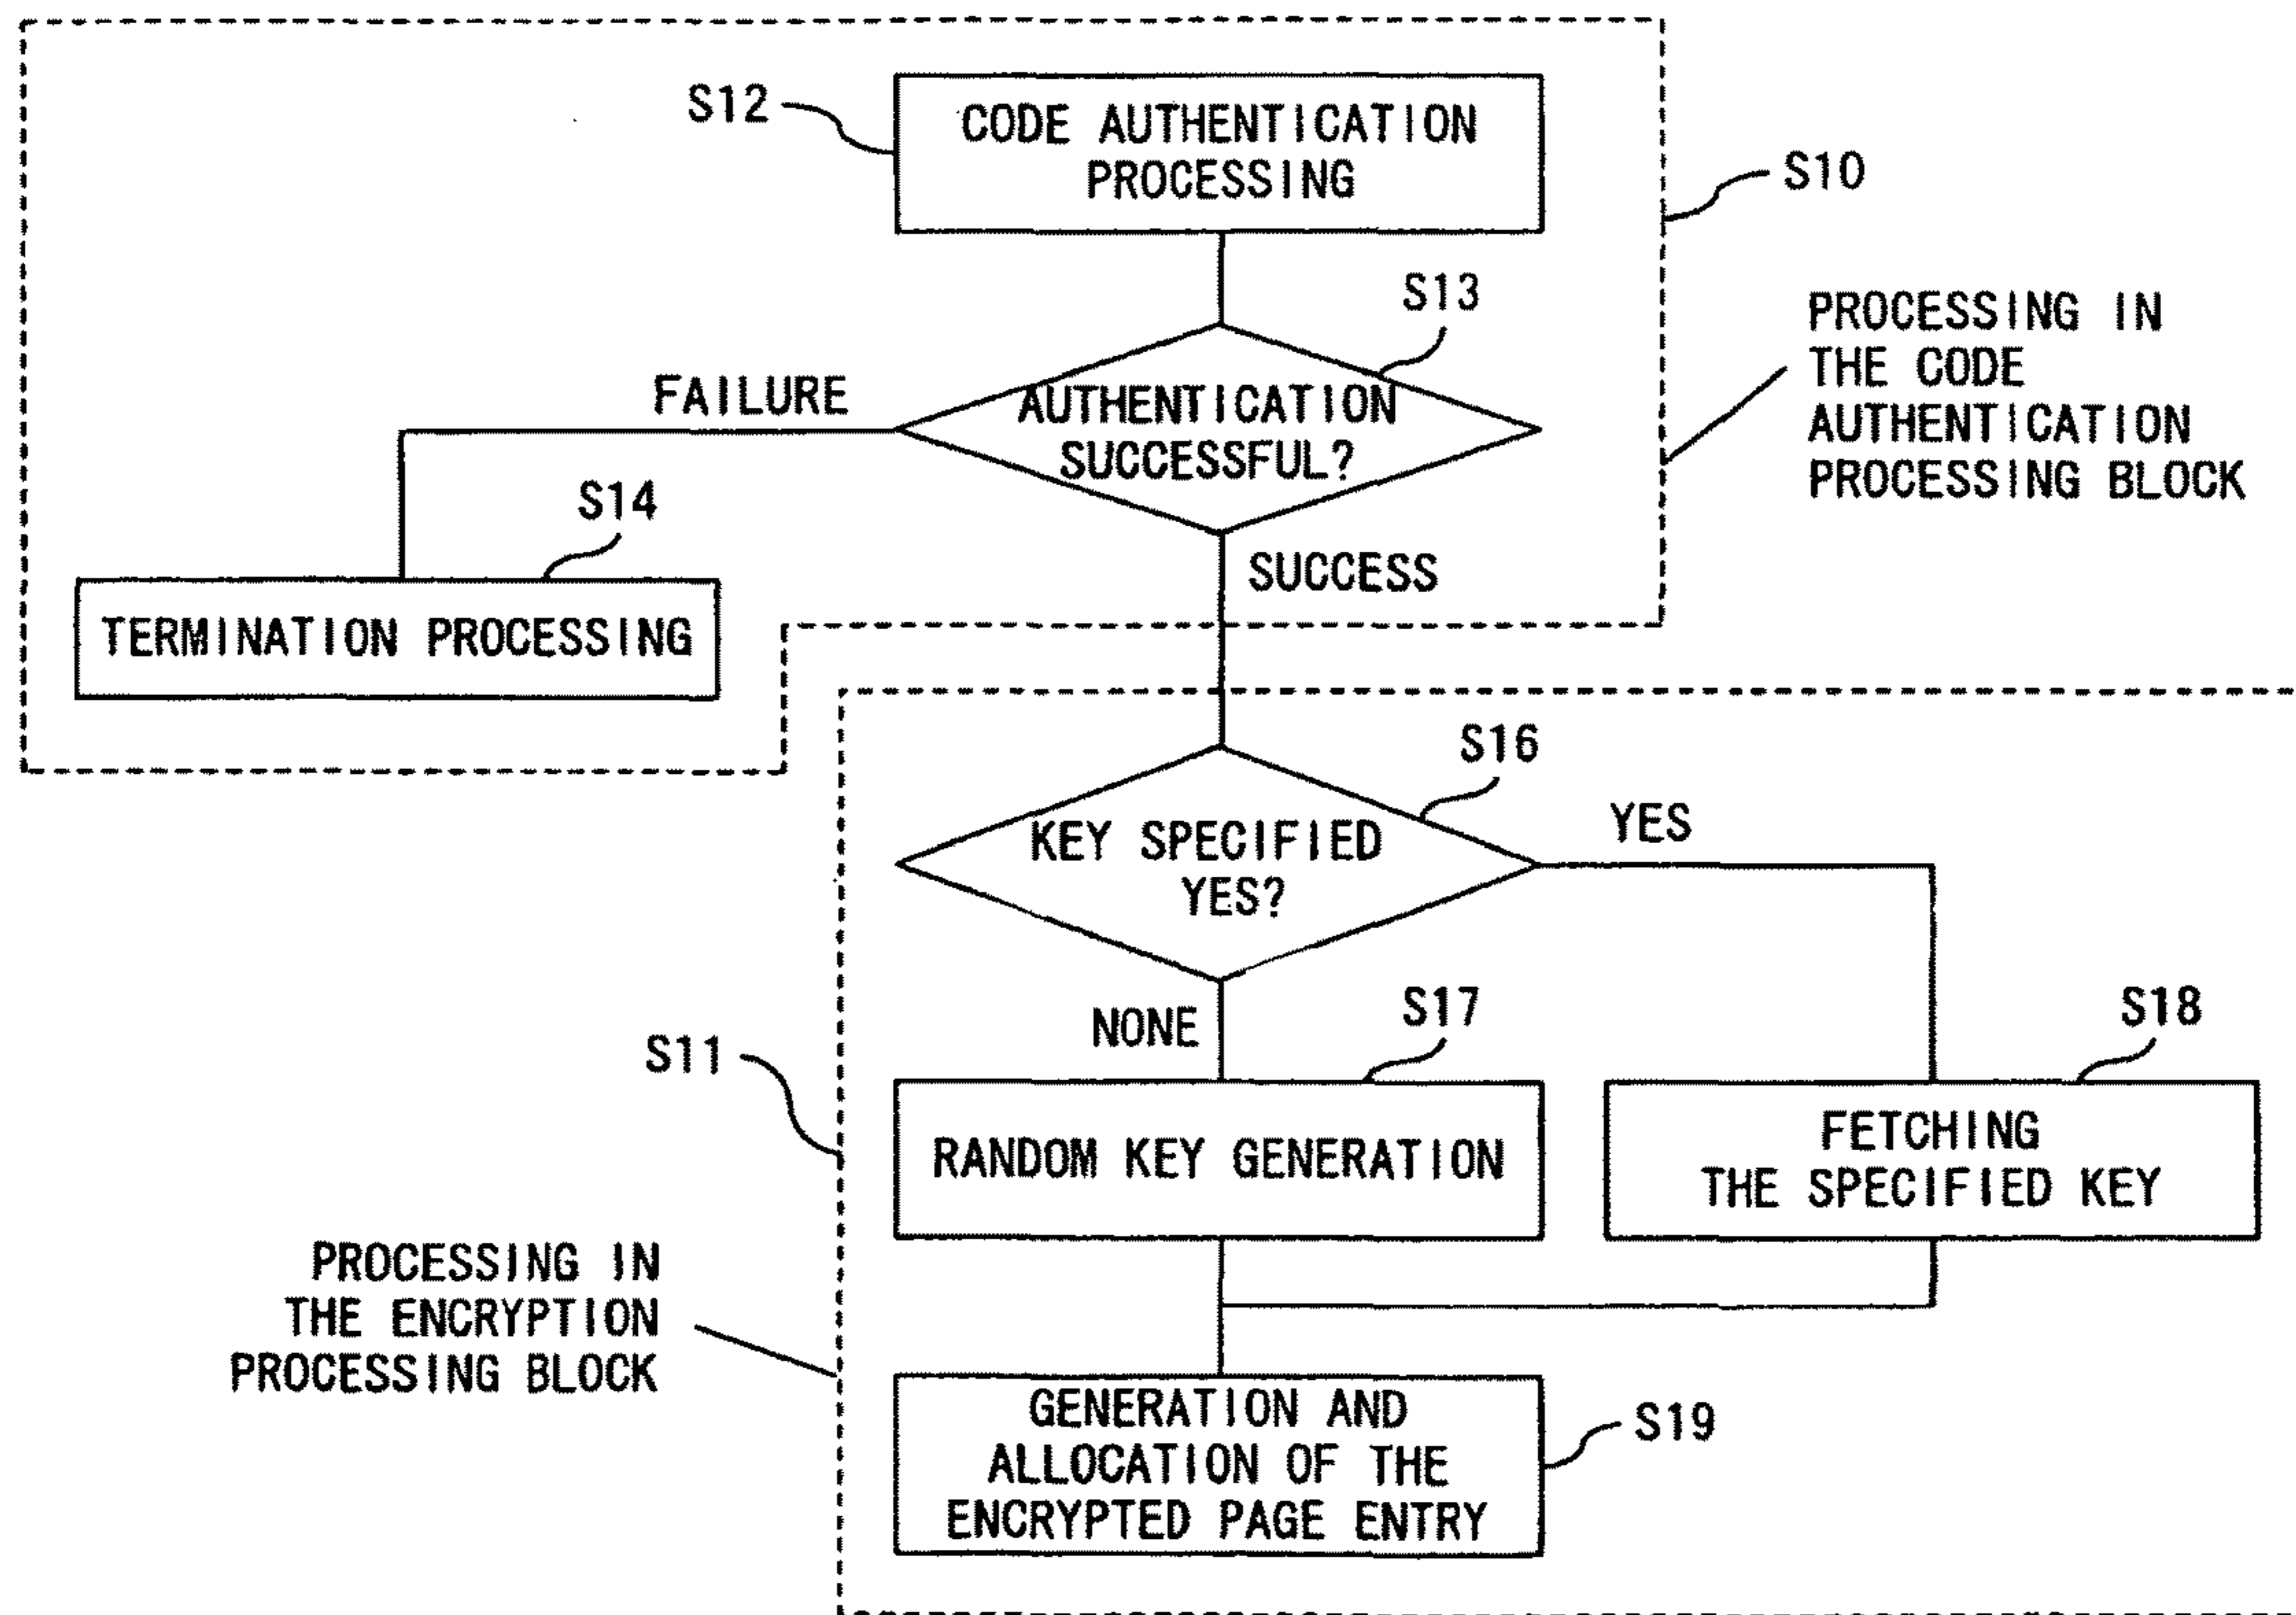 S12
CODE AUTHENTICATION
PROCESSING
S10
S13
PROCESSING IN
THE CODE
AUTHENTICATION
PROCESSING BLOCK
FAILURE
AUTHENTICATION
SUCCESSFUL?
S14
SUCCESS
TERMINATION PROCESSING
S16
YES
KEY SPECIFIED
YES?
S17
S18
NONE
S11
RANDOM KEY GENERATION
FETCHING
THE SPECIFIED KEY
PROCESSING IN
THE ENCRYPTION
PROCESSING BLOCK
GENERATION AND
ALLOCATION OF THE
ENCRYPTED PAGE ENTRY
S19